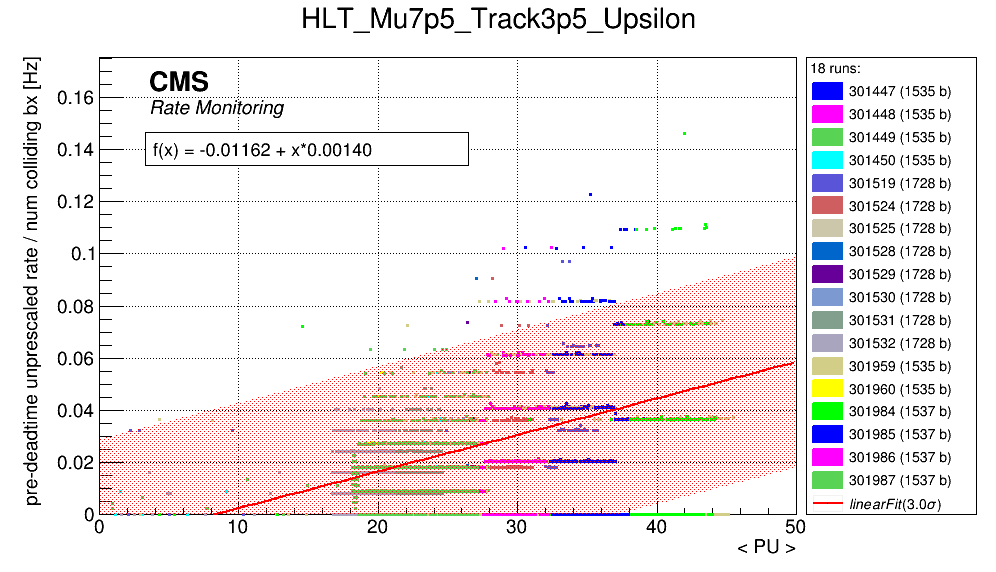 HLT_Mu7p5_Track3p5_Upsilon
pre-deadtime unprescaled rate / num colliding bx [Hz]
CMS
Rate Monitoring
f(x) = -0.01162 + x*0.00140
0.16
0.14
0.12
0.1
0.08
0.06
0.04
0.02
0
0 10 20 30 40 50
< PU >
18 runs:
301447 (1535 b)
301448 (1535 b)
301449 (1535 b)
301450 (1535 b)
301519 (1728 b)
301524 (1728 b)
301525 (1728 b)
301528 (1728 b)
301529 (1728 b)
301530 (1728 b)
301531 (1728 b)
301532 (1728 b)
301959 (1535 b)
301960 (1535 b)
301984 (1537 b)
301985 (1537 b)
301986 (1537 b)
301987 (1537 b)
linearFit(3.0σ)